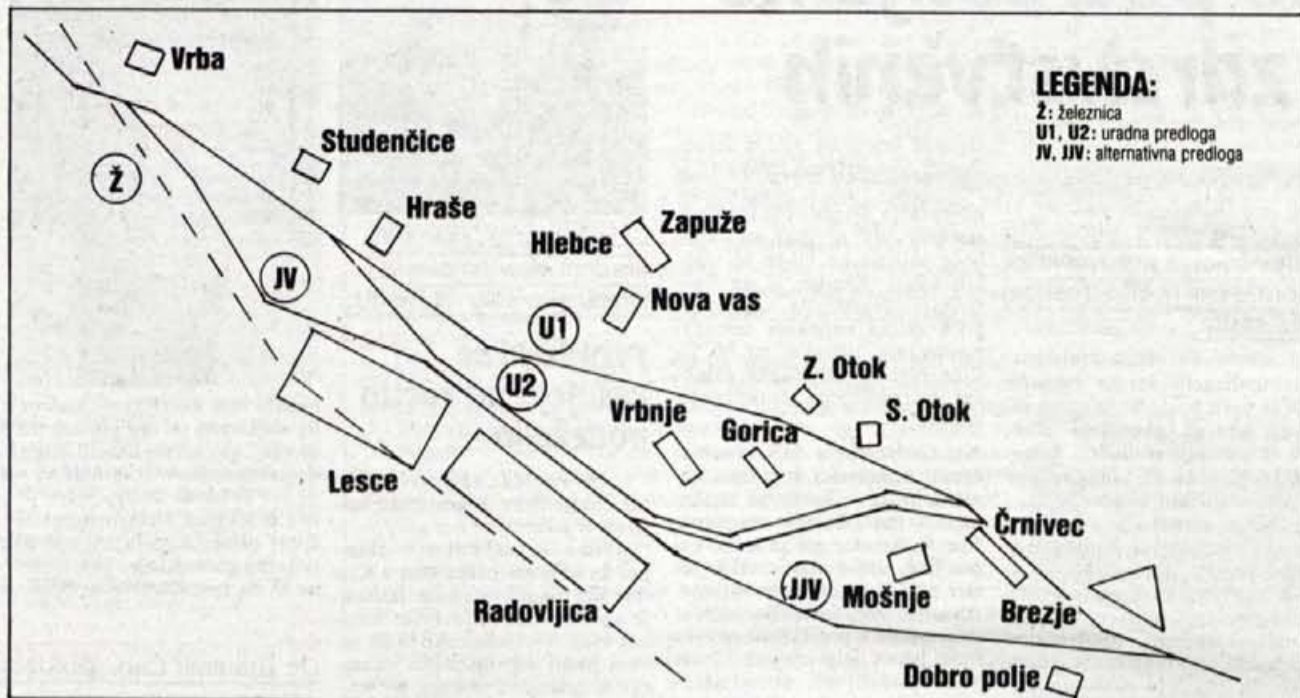 Vrba
LEGENDA:
Ž: železnica
U1, U2: uradna predloga
JV, JJV: alternativna predloga
Studenčice
Ž
Hraše
Zapuže
Hlebce
JV
Nova vas
U1
U2
Z. Otok
S. Otok
Vrbnje
Gorica
Lesce
Črnivec
JJV
Mošnje
Radovljica
Brezje
Dobro polje